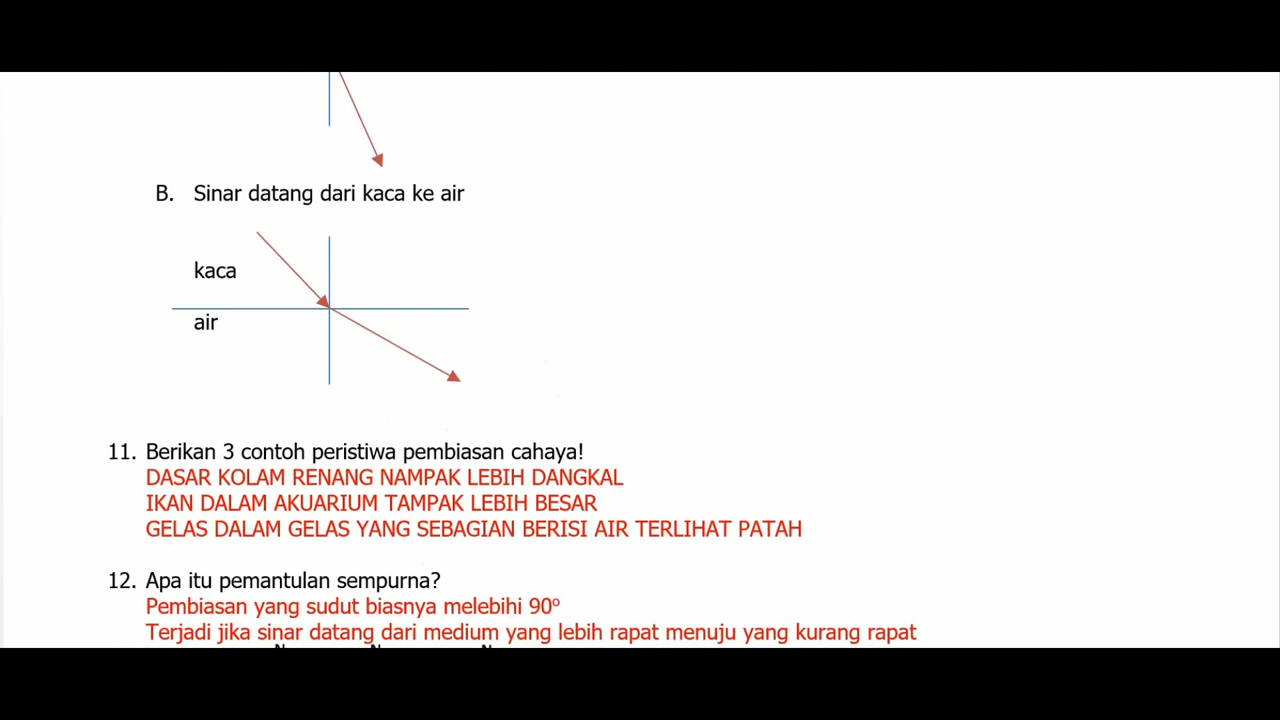 B. Sinar datang dari kaca ke air
kaca
air
11. Berikan 3 contoh peristiwa pembiasan cahaya!
DASAR KOLAM RENANG NAMPAK LEBIH DANGKAL
IKAN DALAM AKUARIUM TAMPAK LEBIH BESAR
GELAS DALAM GELAS YANG SEBAGIAN BERISI AIR TERLIHAT PATAH
12. Apa itu pemantulan sempurna?
Pembiasan yang sudut biasnya melebihi 90°
Terjadi jika sinar datang dari medium yang lebih rapat menuju yang kurang rapat